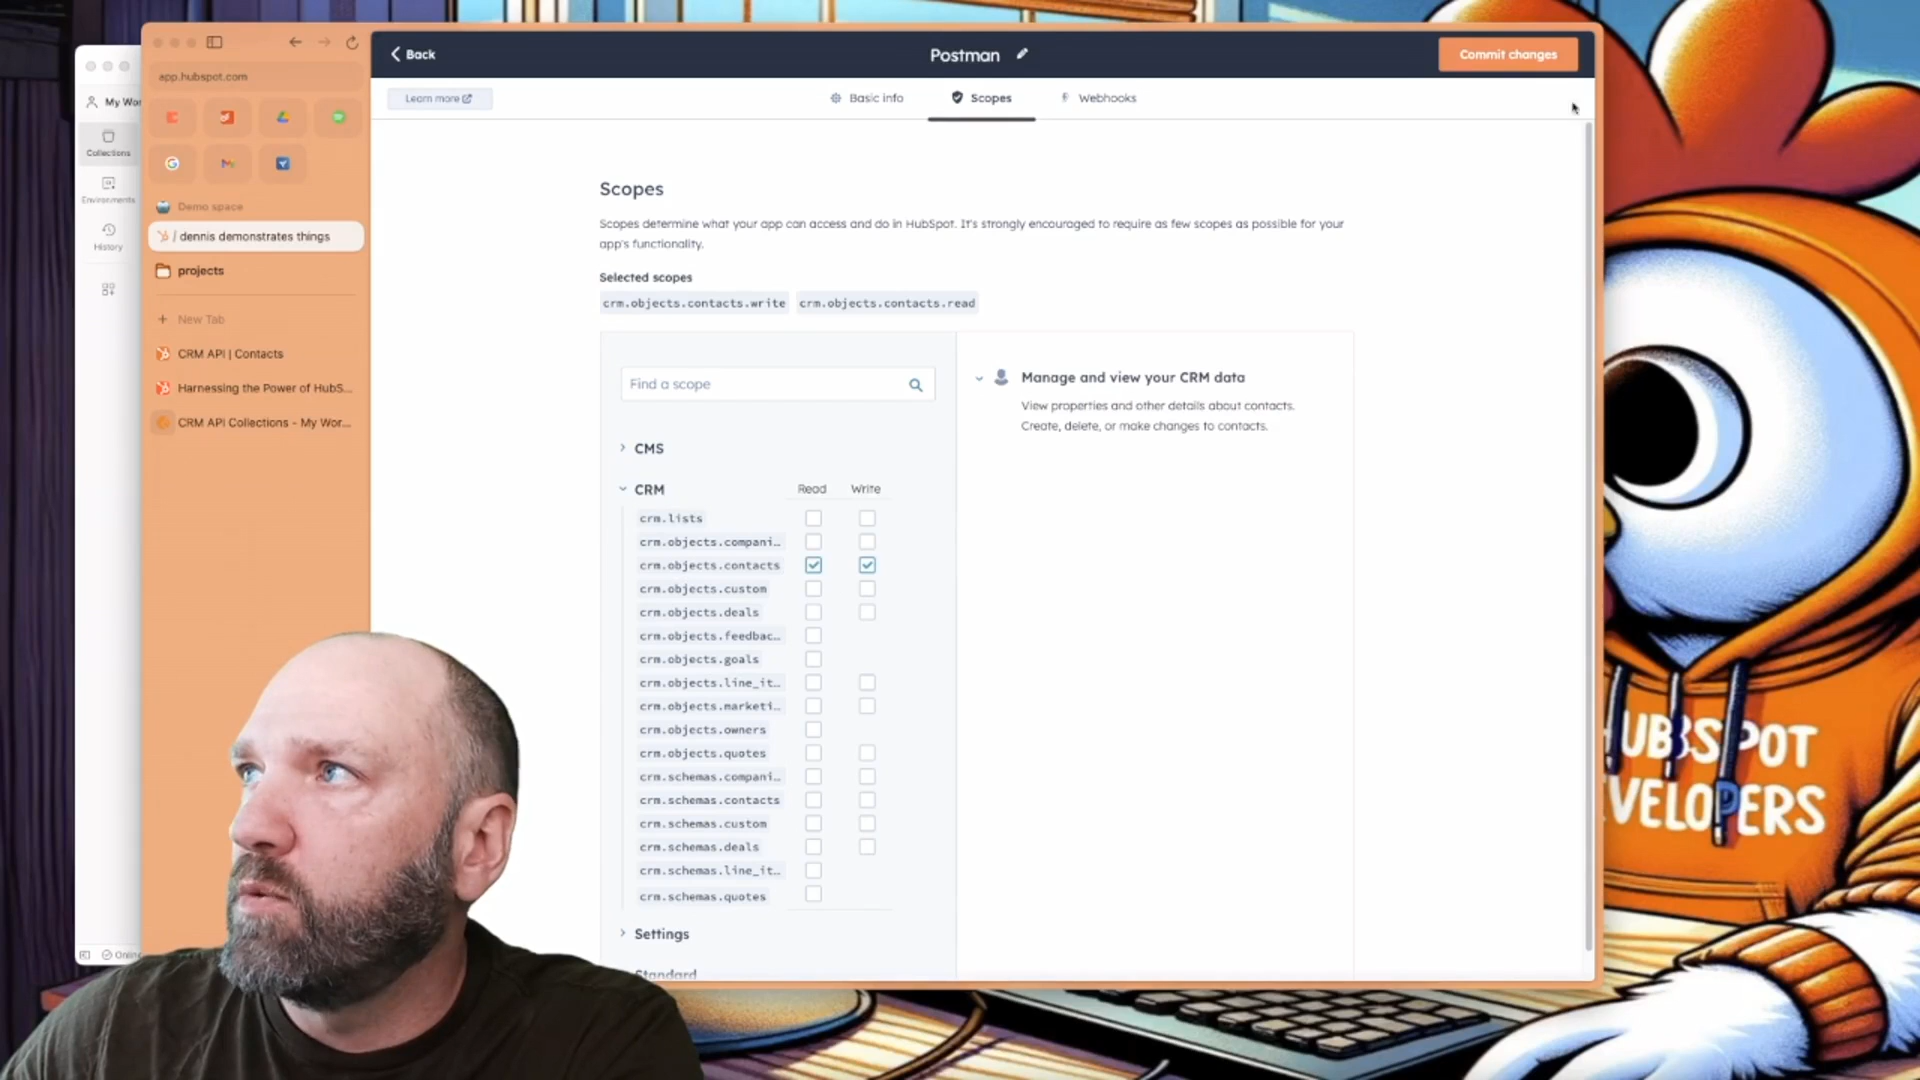 Back
Postman
Commit changes
app.hubspot.com
My Wor
Learn more
Basic info
Scopes
Webhooks
Collections
Environments
History
Demo space
/ dennis demonstrates things
projects
New Tab
CRM API | Contacts
Harnessing the Power of HubS...
CRM API Collections - My Wor...
Scopes
Scopes determine what your app can access and do in HubSpot. It's strongly encouraged to require as few scopes as possible for your
app's functionality.
Selected scopes
crm.objects.contacts.write crm.objects.contacts.read
Find a scope
Manage and view your CRM data
View properties and other details about contacts.
Create, delete, or make changes to contacts.
CMS
CRM Read Write
crm.lists
crm.objects.compani...
crm.objects.contacts
crm.objects.custom
crm.objects.deals
crm.objects.feedbac...
crm.objects.goals
crm.objects.line_it...
crm.objects.marketi...
crm.objects.owners
crm.objects.quotes
crm.schemas.compani...
crm.schemas.contacts
crm.schemas.custom
crm.schemas.deals
crm.schemas.line_it...
crm.schemas.quotes
Settings
Standard
Onlin
HUBSPOT
EVELOPERS